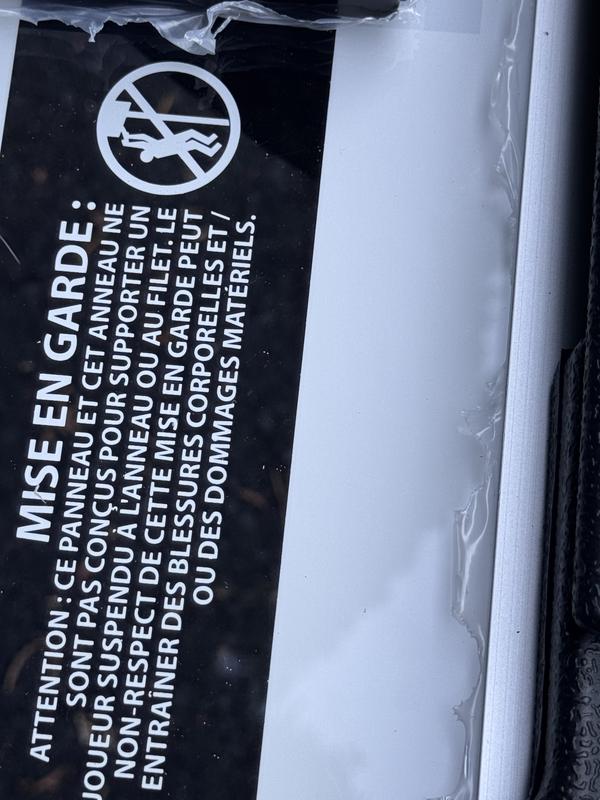 MISE EN GARDE :
ATTENTION : CE PANNEAU ET CET ANNEAU NE
SONT PAS CONÇUS POUR SUPPORTER UN
JOUEUR SUSPENDU À L'ANNEAU OU AU FILET. LE
NON-RESPECT DE CETTE MISE EN GARDE PEUT
ENTRAÎNER DES BLESSURES CORPORELLES ET /
OU DES DOMMAGES MATÉRIELS.